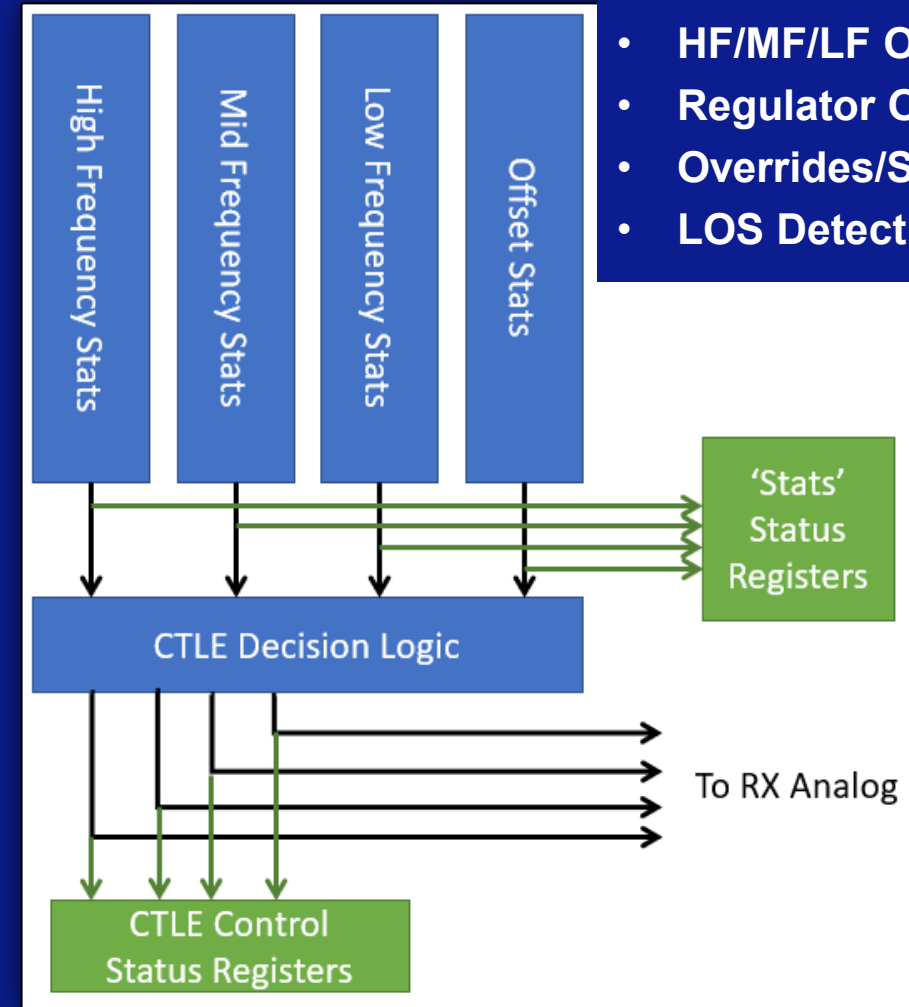 • HF/MF/LF
• Regulator
•
• LOS Detect
High Frequency Stats
Mid Frequency Stats
Low Frequency Stats
Offset Stats
'Stats'
Status
Registers
CTLE Decision Logic
To RX Analog
CTLE Control
Status Registers